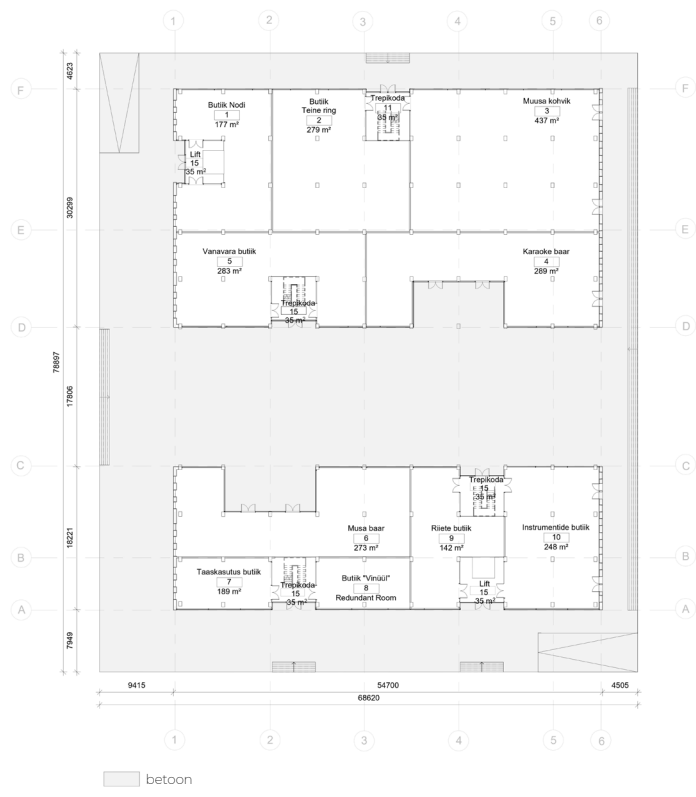 1 2 3 4 5 6
F F
4623
Butiik Nodi
1
177 m²
Butiik
Teine ring
2
279 m²
Trepikoda
11
35 m²
Muusa kohvik
3
437 m²
Lift
15
35 m²
30299
E E
Vanavara butiik
5
283 m²
Karaoke baar
4
289 m²
Trepikoda
15
35 m²
D D
78897
17806
C C
Trepikoda
15
35 m²
Musa baar
6
273 m²
Riiete butiik
9
142 m²
Instrumentide butiik
10
248 m²
18221
B B
Taaskasutus butiik
7
189 m²
Trepikoda
15
35 m²
Butiik "Vinüül"
8
Redundant Room
Lift
15
35 m²
A A
7949
9415 54700 4505
68620
1 2 3 4 5 6
betoon